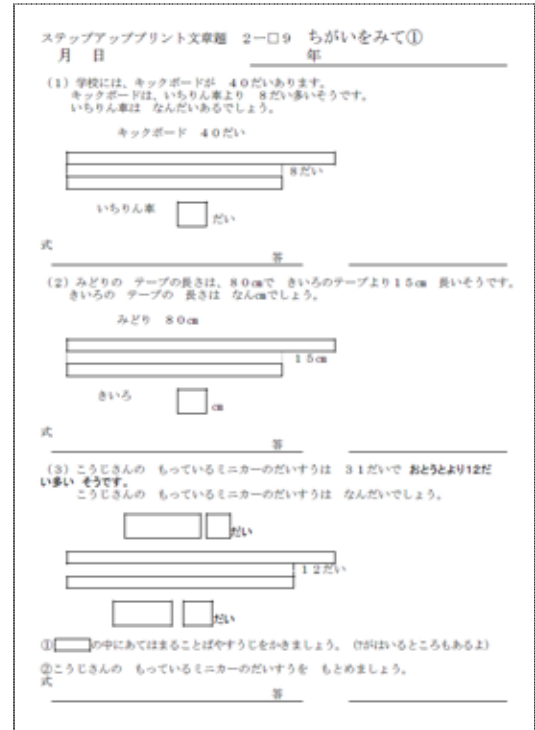 ステップアッププリント文章題 2-□9 ちがいをみて①
月 日 年
(1)学校には、キックボードが 40だいあります。
キックボードは、いちりん車より 8だい多いそうです。
いちりん車は なんだいあるでしょう。
キックボード 40だい
8だい
いちりん車 だい
式
答
(2)みどりの テープの長さは、80㎝で きいろのテープより15㎝ 長いそうです。
きいろの テープの 長さは なん㎝でしょう。
みどり 80㎝
15㎝
きいろ ㎝
式
答
(3)こうじさんの もっているミニカーのだいすうは 31だいで おとうとより12だ
い多い そうです。
こうじさんの もっているミニカーのだいすうは なんだいでしょう。
だい
12だい
だい
① の中にあてはまることばやすうじをかきましょう。(?がはいるところもあるよ)
②こうじさんの もっているミニカーのだいすうを もとめましょう。
式
答